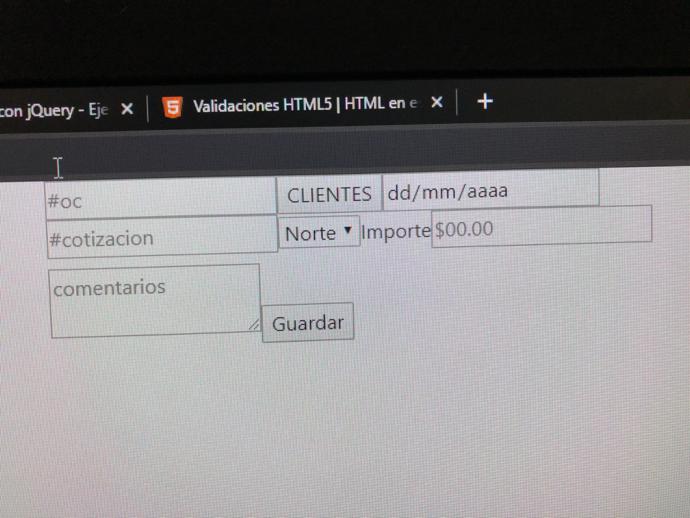 con jQuery - Eje
Validaciones HTML5 | HTML en e
#oc CLIENTES dd/mm/aaaa
#cotizacion Norte Importe $00.00
comentarios
Guardar